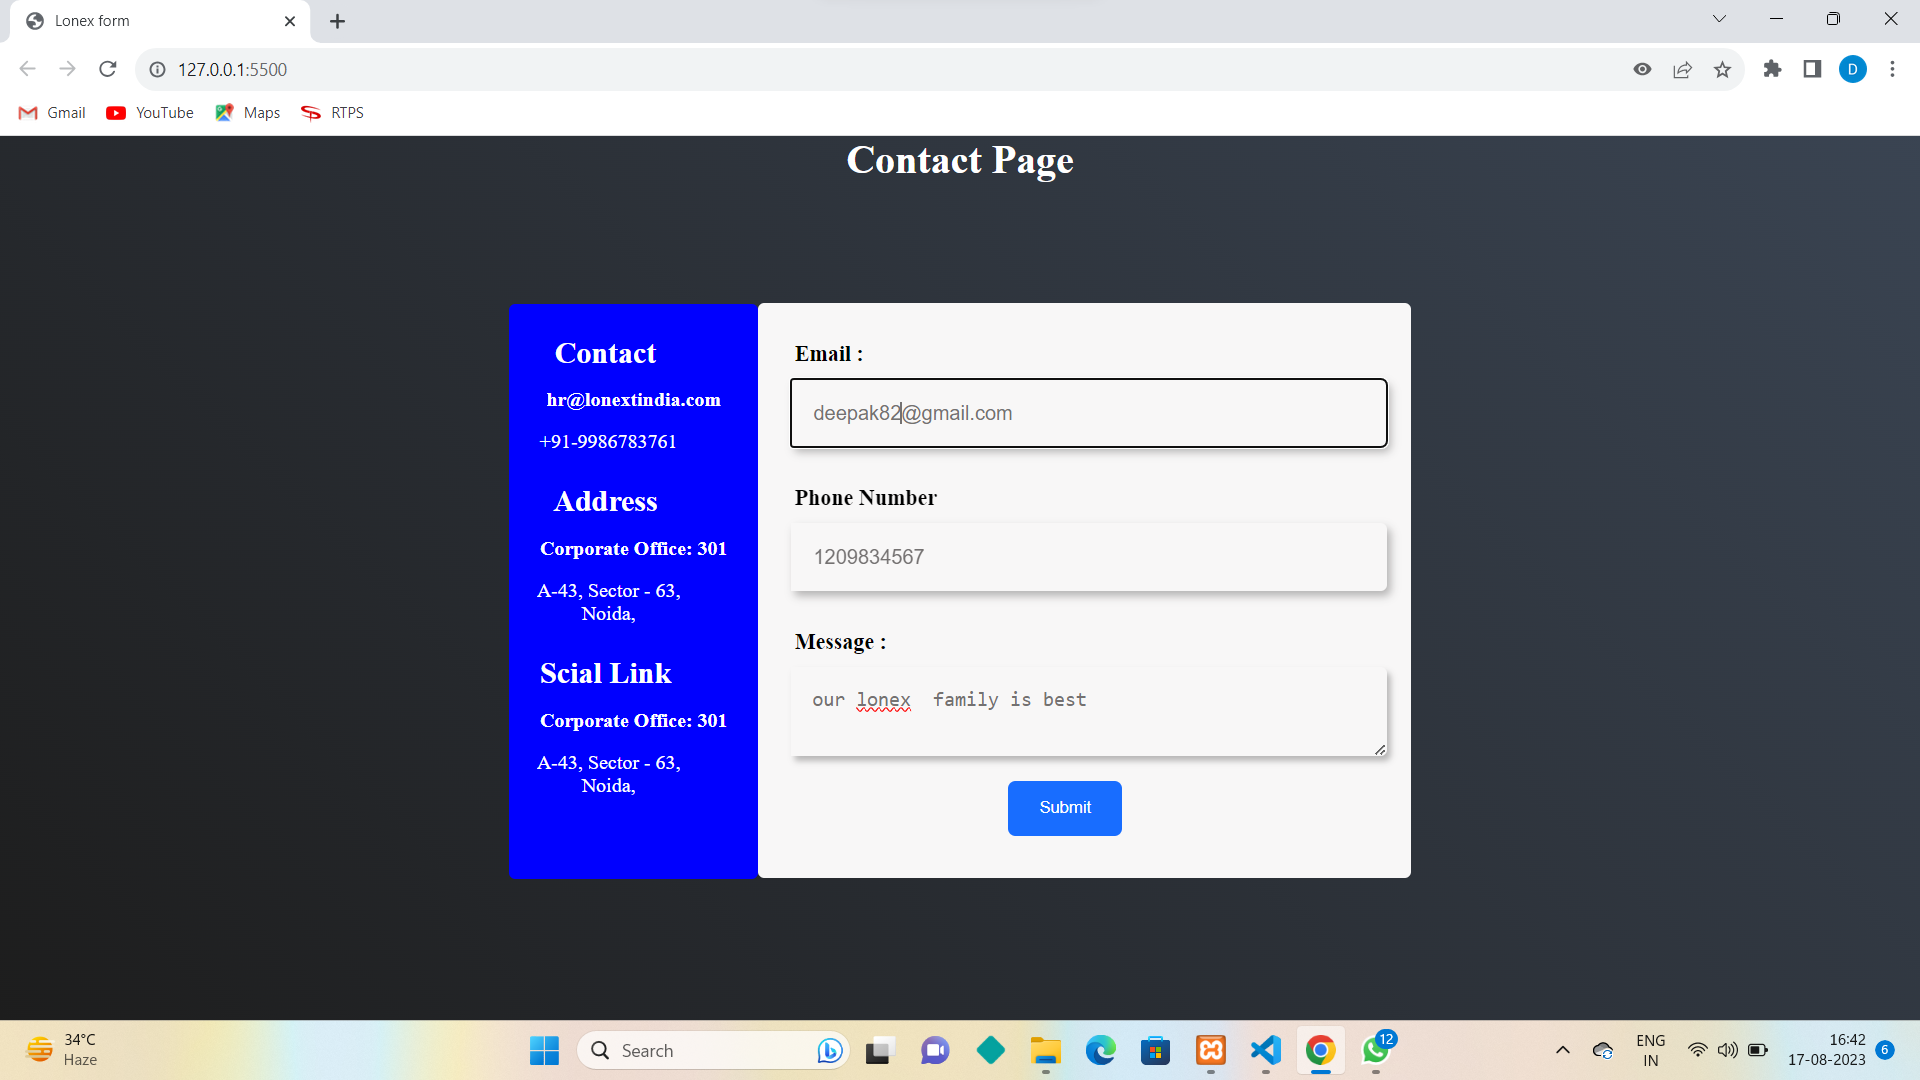 Lonex form
127.0.0.1:5500
D
Gmail
YouTube
Maps
RTPS
Contact Page
Contact
hr@lonextindia.com
+91-9986783761
Address
Corporate Office: 301
A-43, Sector - 63,
Noida,
Scial Link
Corporate Office: 301
A-43, Sector - 63,
Noida,
Email :
deepak82@gmail.com
Phone Number
1209834567
Message :
our lonex  family is best
Submit
34°C
Haze
Search
12
ENG
IN
16:42
17-08-2023
6